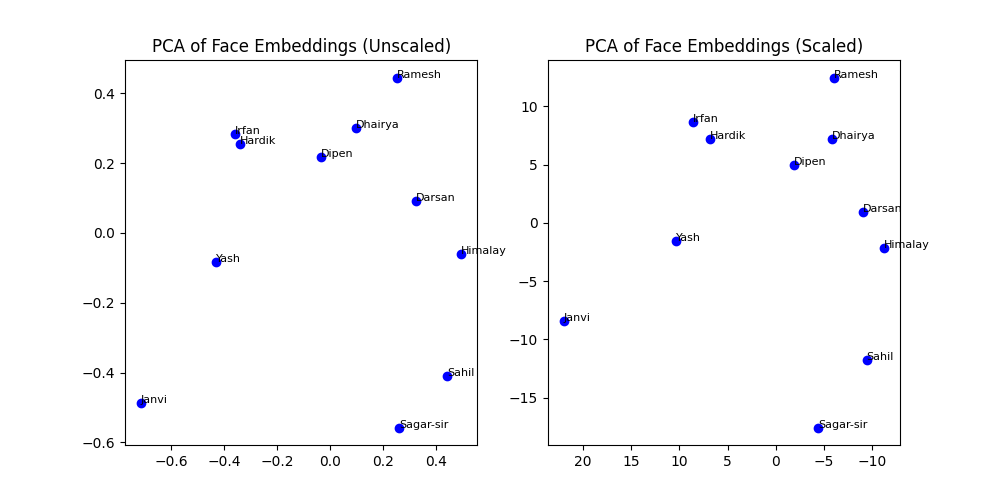 PCA of Face Embeddings (Unscaled)
0.4
0.2
0.0
−0.2
−0.4
−0.6
Ramesh
Dhairya
Irfan
Hardik
Dipen
Darsan
Himalay
Yash
Sahil
Janvi
Sagar-sir
−0.6
−0.4
−0.2
0.0
0.2
0.4
PCA of Face Embeddings (Scaled)
10
5
0
−5
−10
−15
Ramesh
Irfan
Hardik
Dhairya
Dipen
Darsan
Yash
Himalay
Janvi
Sahil
Sagar-sir
20
15
10
5
0
−5
−10